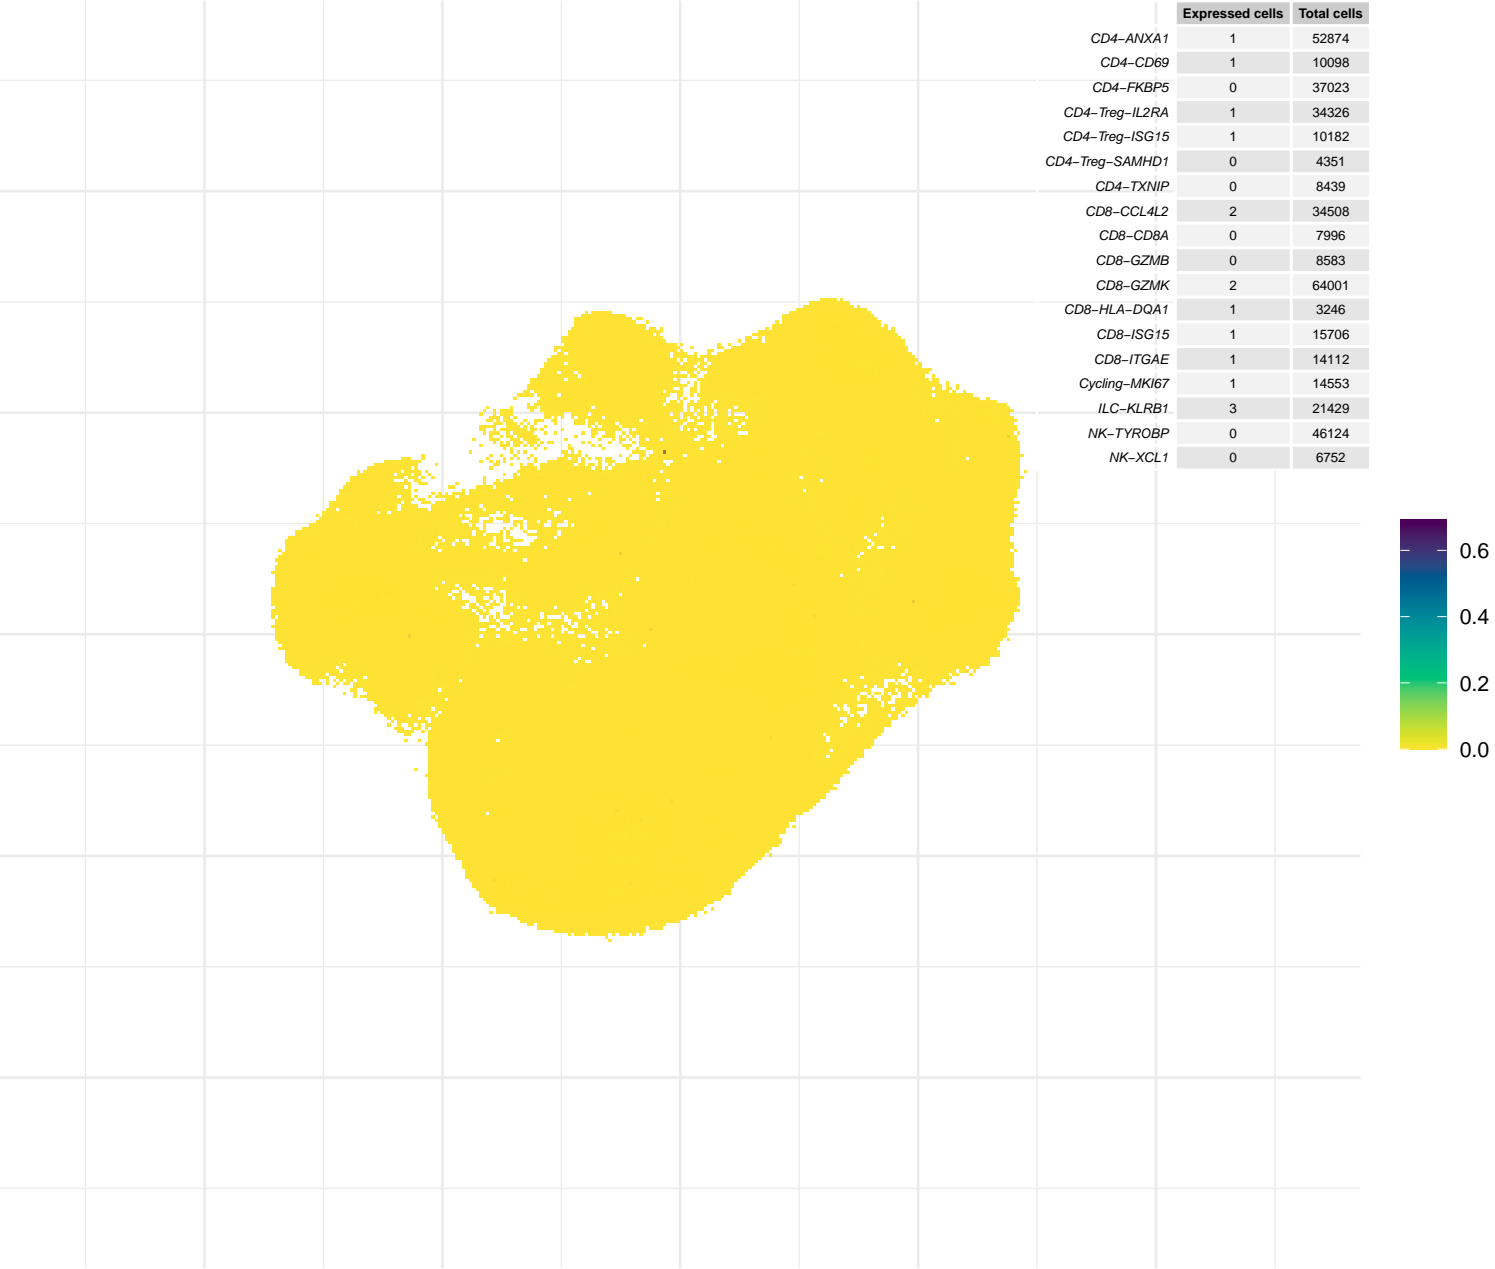 Expressed cells Total cells
CD4−ANXA1 1 52874
CD4−CD69 1 10098
CD4−FKBP5 0 37023
CD4−Treg−IL2RA 1 34326
CD4−Treg−ISG15 1 10182
CD4−Treg−SAMHD1 0 4351
CD4−TXNIP 0 8439
CD8−CCL4L2 2 34508
CD8−CD8A 0 7996
CD8−GZMB 0 8583
CD8−GZMK 2 64001
CD8−HLA−DQA1 1 3246
CD8−ISG15 1 15706
CD8−ITGAE 1 14112
Cycling−MKI67 1 14553
ILC−KLRB1 3 21429
NK−TYROBP 0 46124
NK−XCL1 0 6752
0.6
0.4
0.2
0.0